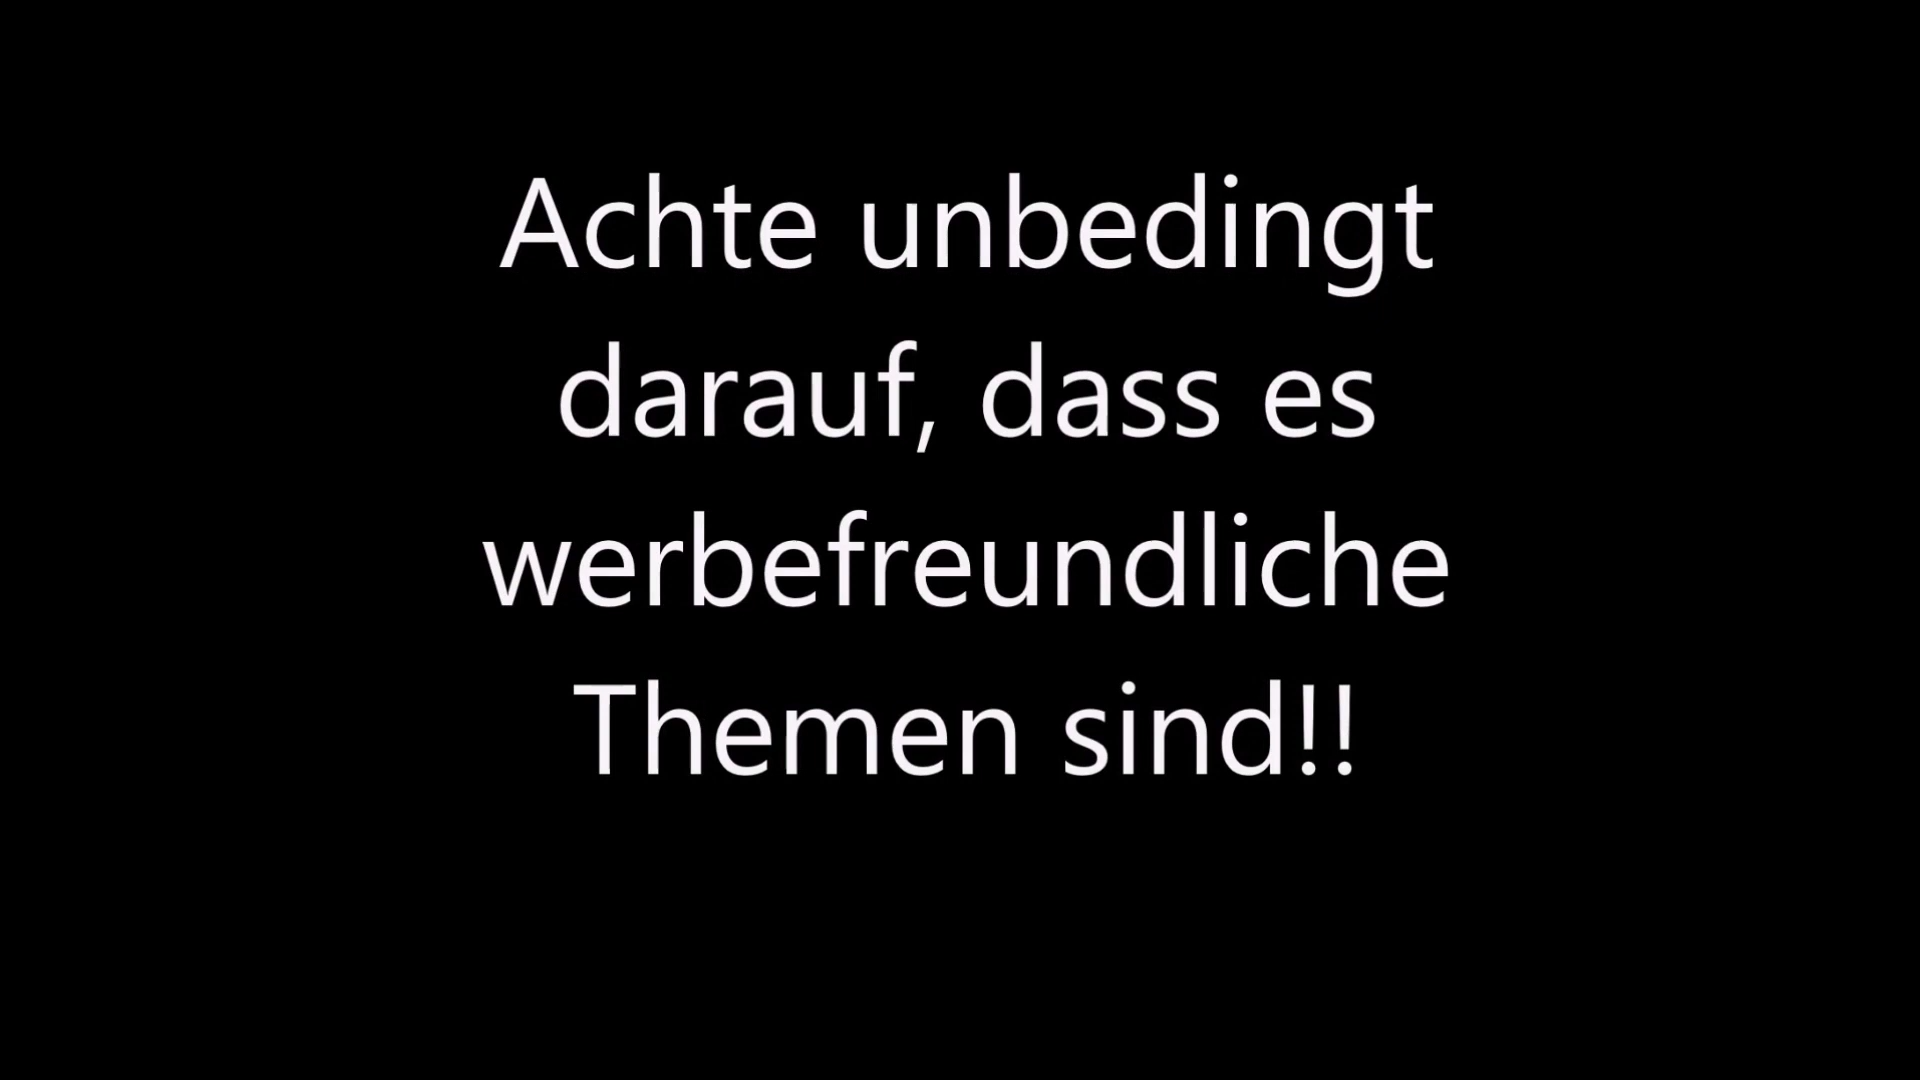 Achte unbedingt
darauf, dass es
werbefreundliche
Themen sind!!